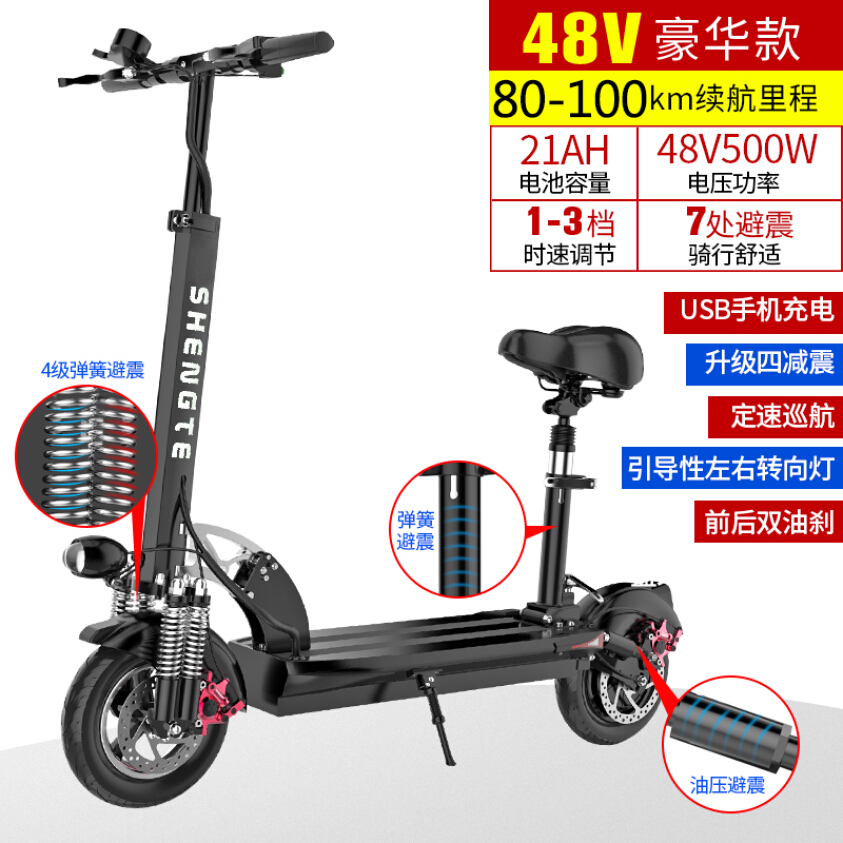 48V 豪华款
80-100km续航里程
21AH
电池容量
48V500W
电压功率
1-3档
时速调节
7处避震
骑行舒适
USB手机充电
升级四减震
定速巡航
引导性左右转向灯
前后双油刹
4级弹簧避震
SHENGTE
弹簧
避震
油压避震